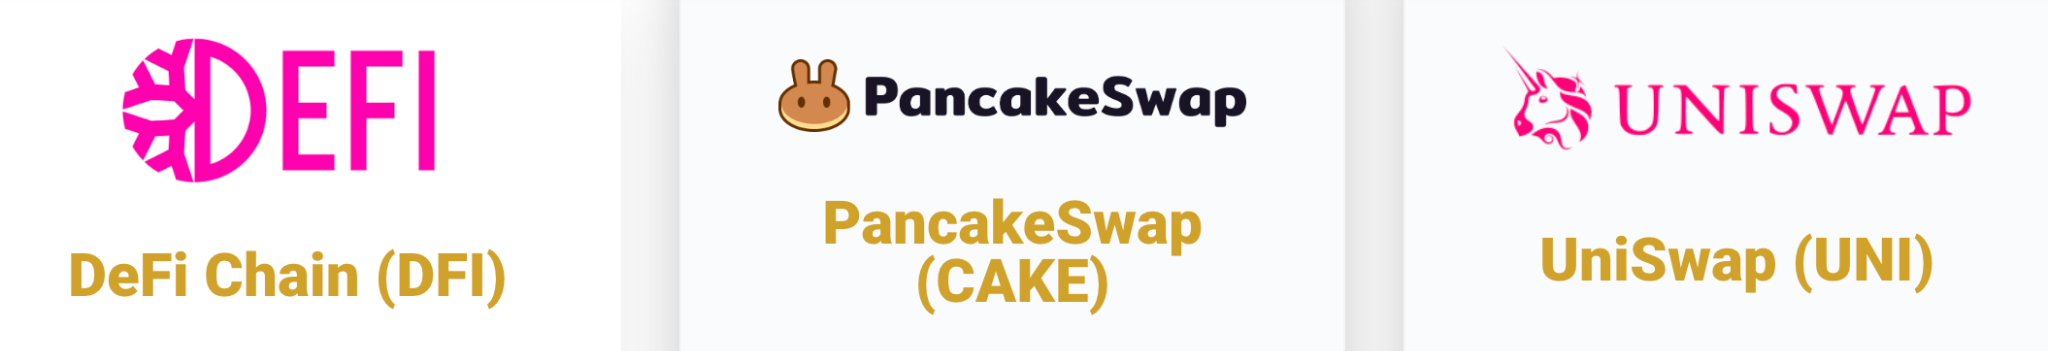 DEFI
DeFi Chain (DFI)
PancakeSwap
PancakeSwap
(CAKE)
UNISWAP
UniSwap (UNI)